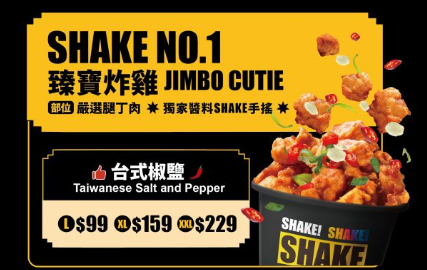 SHAKE NO.1
臻寶炸雞 JIMBO CUTIE
部位 嚴選腿丁肉 ✷ 獨家醬料SHAKE手搖 ✷
台式椒鹽
Taiwanese Salt and Pepper
L $99 XL $159 XXL $229
SHAKE! SHAKE!
SHAKE